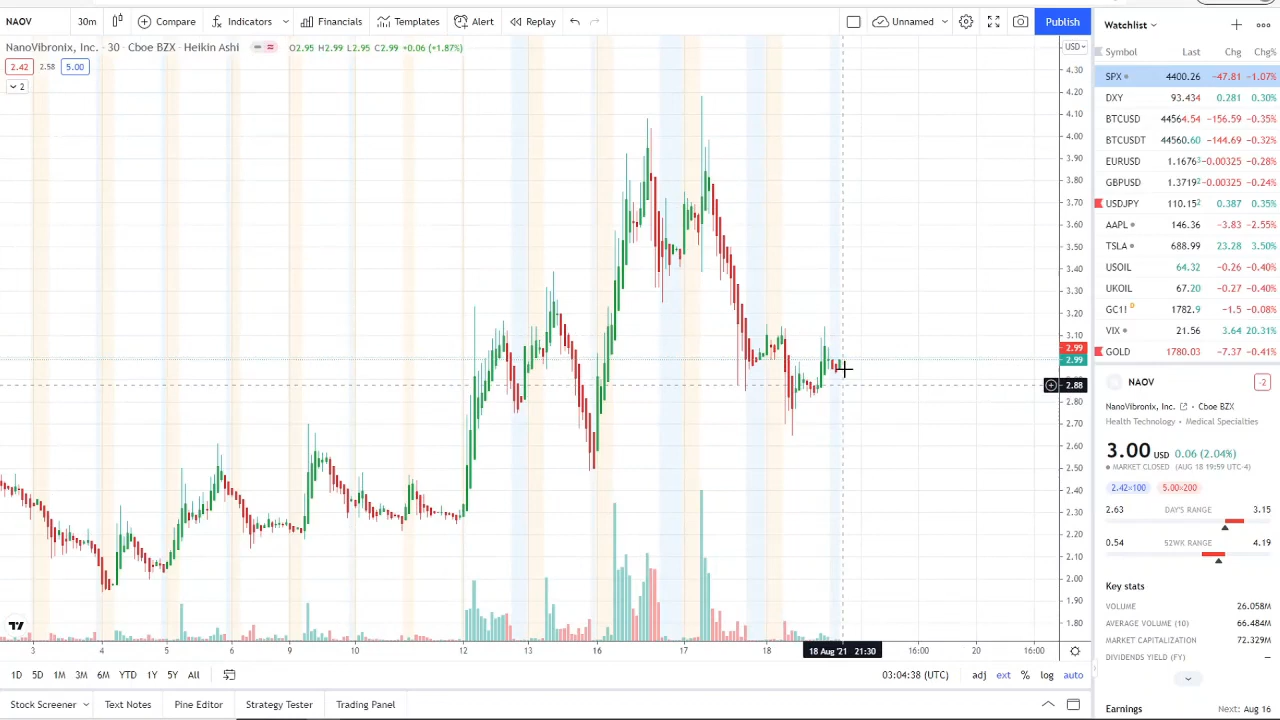 NAOV 30m Compare Indicators Financials Templates Alert Replay Unnamed Publish
NanoVibronix, Inc. · 30 · Cboe BZX · Heikin Ashi O2.95 H2.99 L2.95 C2.99 +0.06 (+1.87%)
2.42 2.58 5.00
2
USD
4.30
4.20
4.10
4.00
3.90
3.80
3.70
3.60
3.50
3.40
3.30
3.20
3.10
2.99
2.99
2.88
2.80
2.70
2.60
2.50
2.40
2.30
2.20
2.10
2.00
1.90
1.80
3 4 5 6 9 10 12 13 16 17 18 18 Aug '21 21:30 16:00 20 16:00
1D 5D 1M 3M 6M YTD 1Y 5Y All 03:04:38 (UTC) adj ext % log auto
Stock Screener Text Notes Pine Editor Strategy Tester Trading Panel
Watchlist
Symbol Last Chg Chg%
SPX 4400.26 −47.81 −1.07%
DXY 93.434 0.281 0.30%
BTCUSD 44564.54 −156.59 −0.35%
BTCUSDT 44560.60 −144.69 −0.32%
EURUSD 1.1676³ −0.00325 −0.28%
GBPUSD 1.3719² −0.00325 −0.24%
USDJPY 110.15² 0.387 0.35%
AAPL 146.36 −3.83 −2.55%
TSLA 688.99 23.28 3.50%
USOIL 64.32 −0.26 −0.40%
UKOIL 67.20 −0.27 −0.40%
GC1! D 1782.9 −1.5 −0.08%
VIX 21.56 3.64 20.31%
GOLD 1780.03 −7.37 −0.41%
NAOV -2
NanoVibronix, Inc. · Cboe BZX
Health Technology · Medical Specialties
3.00 USD 0.06 (2.04%)
MARKET CLOSED (AUG 18 19:59 UTC-4)
2.42×100 5.00×200
2.63 DAY'S RANGE 3.15
0.54 52WK RANGE 4.19
Key stats
VOLUME 26.058M
AVERAGE VOLUME (10) 66.484M
MARKET CAPITALIZATION 72.329M
DIVIDENDS YIELD (FY) —
Earnings Next: Aug 16